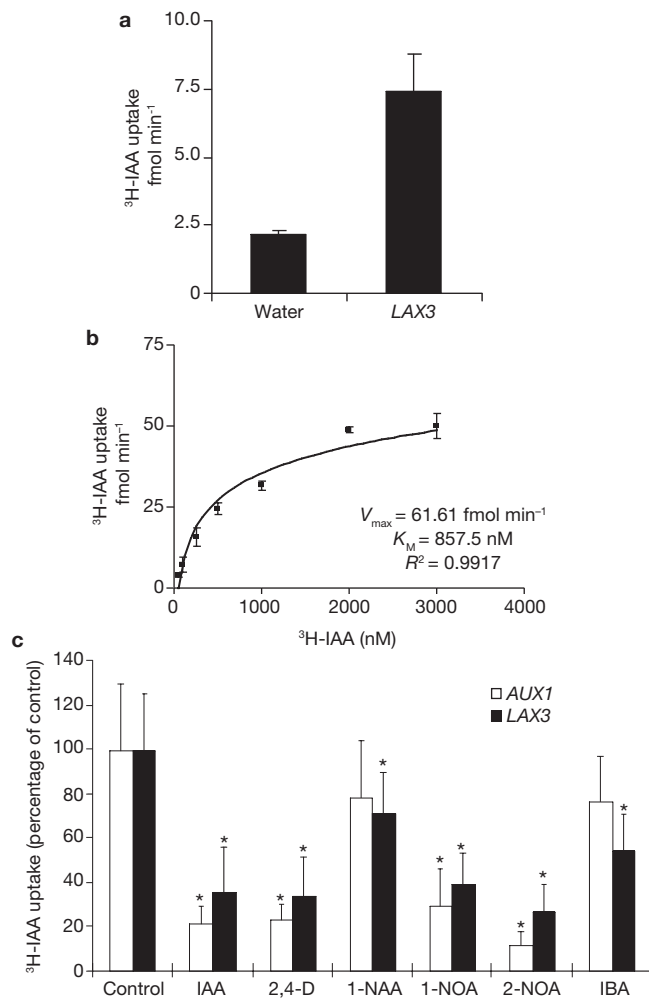 a
³H-IAA uptake
fmol min⁻¹
10.0
7.5
5.0
2.5
0
Water LAX3
b
³H-IAA uptake
fmol min⁻¹
75
50
25
0
Vmax = 61.61 fmol min⁻¹
KM = 857.5 nM
R² = 0.9917
0 1000 2000 3000 4000
³H-IAA (nM)
c
³H-IAA uptake (percentage of control)
140
120
100
80
60
40
20
0
AUX1
LAX3
* * * * * * * * * *
Control IAA 2,4-D 1-NAA 1-NOA 2-NOA IBA